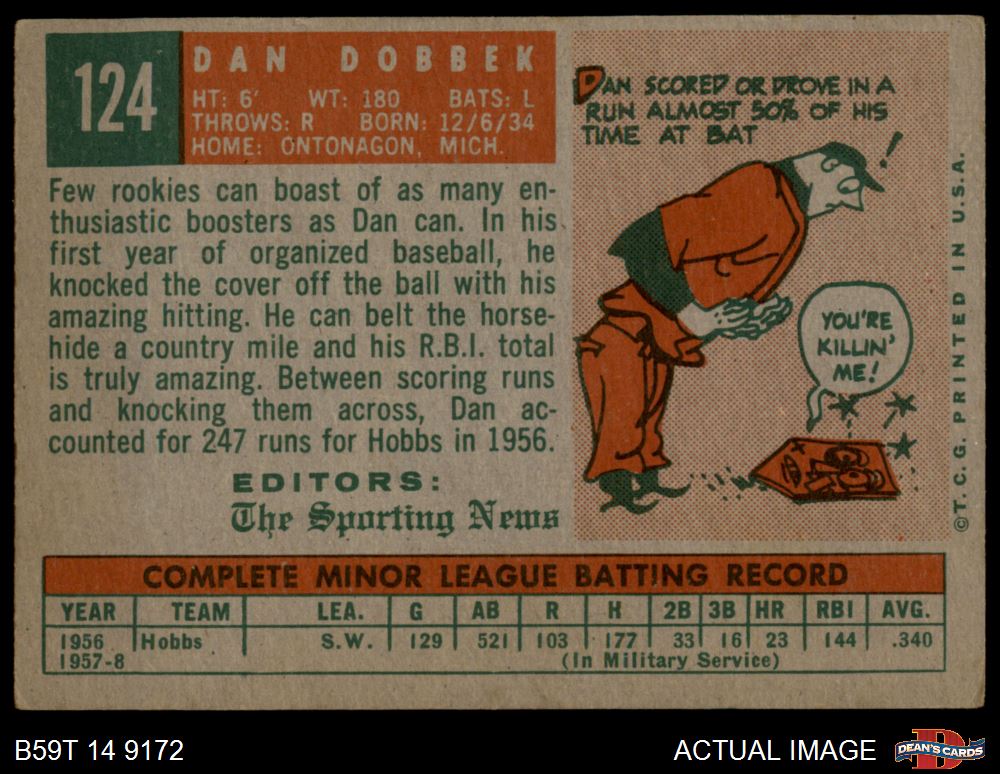 124
DAN DOBBEK
HT: 6' WT: 180 BATS: L
THROWS: R BORN: 12/6/34
HOME: ONTONAGON, MICH.
Few rookies can boast of as many en-
thusiastic boosters as Dan can. In his
first year of organized baseball, he
knocked the cover off the ball with his
amazing hitting. He can belt the horse-
hide a country mile and his R.B.I. total
is truly amazing. Between scoring runs
and knocking them across, Dan ac-
counted for 247 runs for Hobbs in 1956.
EDITORS:
The Sporting News
DAN SCORED OR DROVE IN A
RUN ALMOST 50% OF HIS
TIME AT BAT
!
YOU'RE
KILLIN'
ME!
©T.C.G. PRINTED IN U.S.A.
COMPLETE MINOR LEAGUE BATTING RECORD
YEAR TEAM LEA. G AB R H 2B 3B HR RBI AVG.
1956 Hobbs S.W. 129 521 103 177 33 16 23 144 .340
1957-8 (In Military Service)
B59T 14 9172
ACTUAL IMAGE
D
DEAN'S CARDS